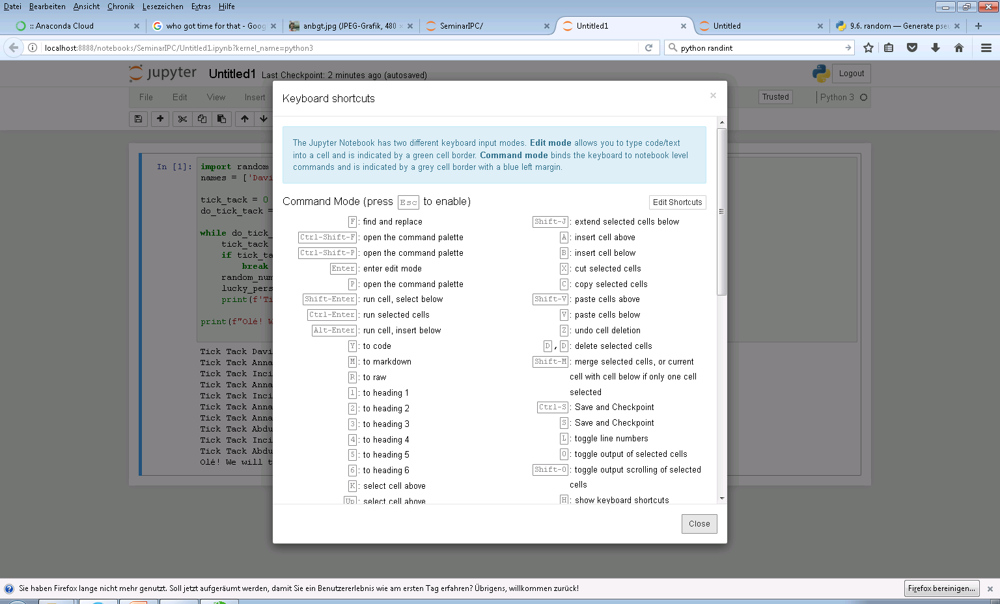 Datei Bearbeiten Ansicht Chronik Lesezeichen Extras Hilfe
:: Anaconda Cloud
who got time for that - Goog
anbgt.jpg (JPEG-Grafik, 480
SeminarIPC/
Untitled1
Untitled
9.6. random — Generate pse
localhost:8888/notebooks/SeminarIPC/Untitled1.ipynb?kernel_name=python3
python randint
jupyter Untitled1 Last Checkpoint: 2 minutes ago (autosaved)
Logout
File Edit View Insert
Trusted
Python 3
Keyboard shortcuts
The Jupyter Notebook has two different keyboard input modes. Edit mode allows you to type code/text
into a cell and is indicated by a green cell border. Command mode binds the keyboard to notebook level
commands and is indicated by a grey cell border with a blue left margin.
Command Mode (press Esc to enable)
Edit Shortcuts
F : find and replace
Ctrl-Shift-F : open the command palette
Ctrl-Shift-P : open the command palette
Enter : enter edit mode
P : open the command palette
Shift-Enter : run cell, select below
Ctrl-Enter : run selected cells
Alt-Enter : run cell, insert below
Y : to code
M : to markdown
R : to raw
1 : to heading 1
2 : to heading 2
3 : to heading 3
4 : to heading 4
5 : to heading 5
6 : to heading 6
K : select cell above
Up : select cell above
Shift-J : extend selected cells below
A : insert cell above
B : insert cell below
X : cut selected cells
C : copy selected cells
Shift-V : paste cells above
V : paste cells below
Z : undo cell deletion
D , D : delete selected cells
Shift-M : merge selected cells, or current
cell with cell below if only one cell
selected
Ctrl-S : Save and Checkpoint
S : Save and Checkpoint
L : toggle line numbers
O : toggle output of selected cells
Shift-O : toggle output scrolling of selected
cells
H : show keyboard shortcuts
Close
In [1]:
import random
names = ['Davi
tick_tack = 0
do_tick_tack =
while do_tick_
tick_tack
if tick_ta
break
random_num
lucky_pers
print(f'Ti
print(f"Olé! W
Tick Tack Davi
Tick Tack Anna
Tick Tack Inci
Tick Tack Anna
Tick Tack Inci
Tick Tack Anna
Tick Tack Anna
Tick Tack Abdu
Tick Tack Inci
Tick Tack Abdu
Olé! We will t
Sie haben Firefox lange nicht mehr genutzt. Soll jetzt aufgeräumt werden, damit Sie ein Benutzererlebnis wie am ersten Tag erfahren? Übrigens, willkommen zurück!
Firefox bereinigen...